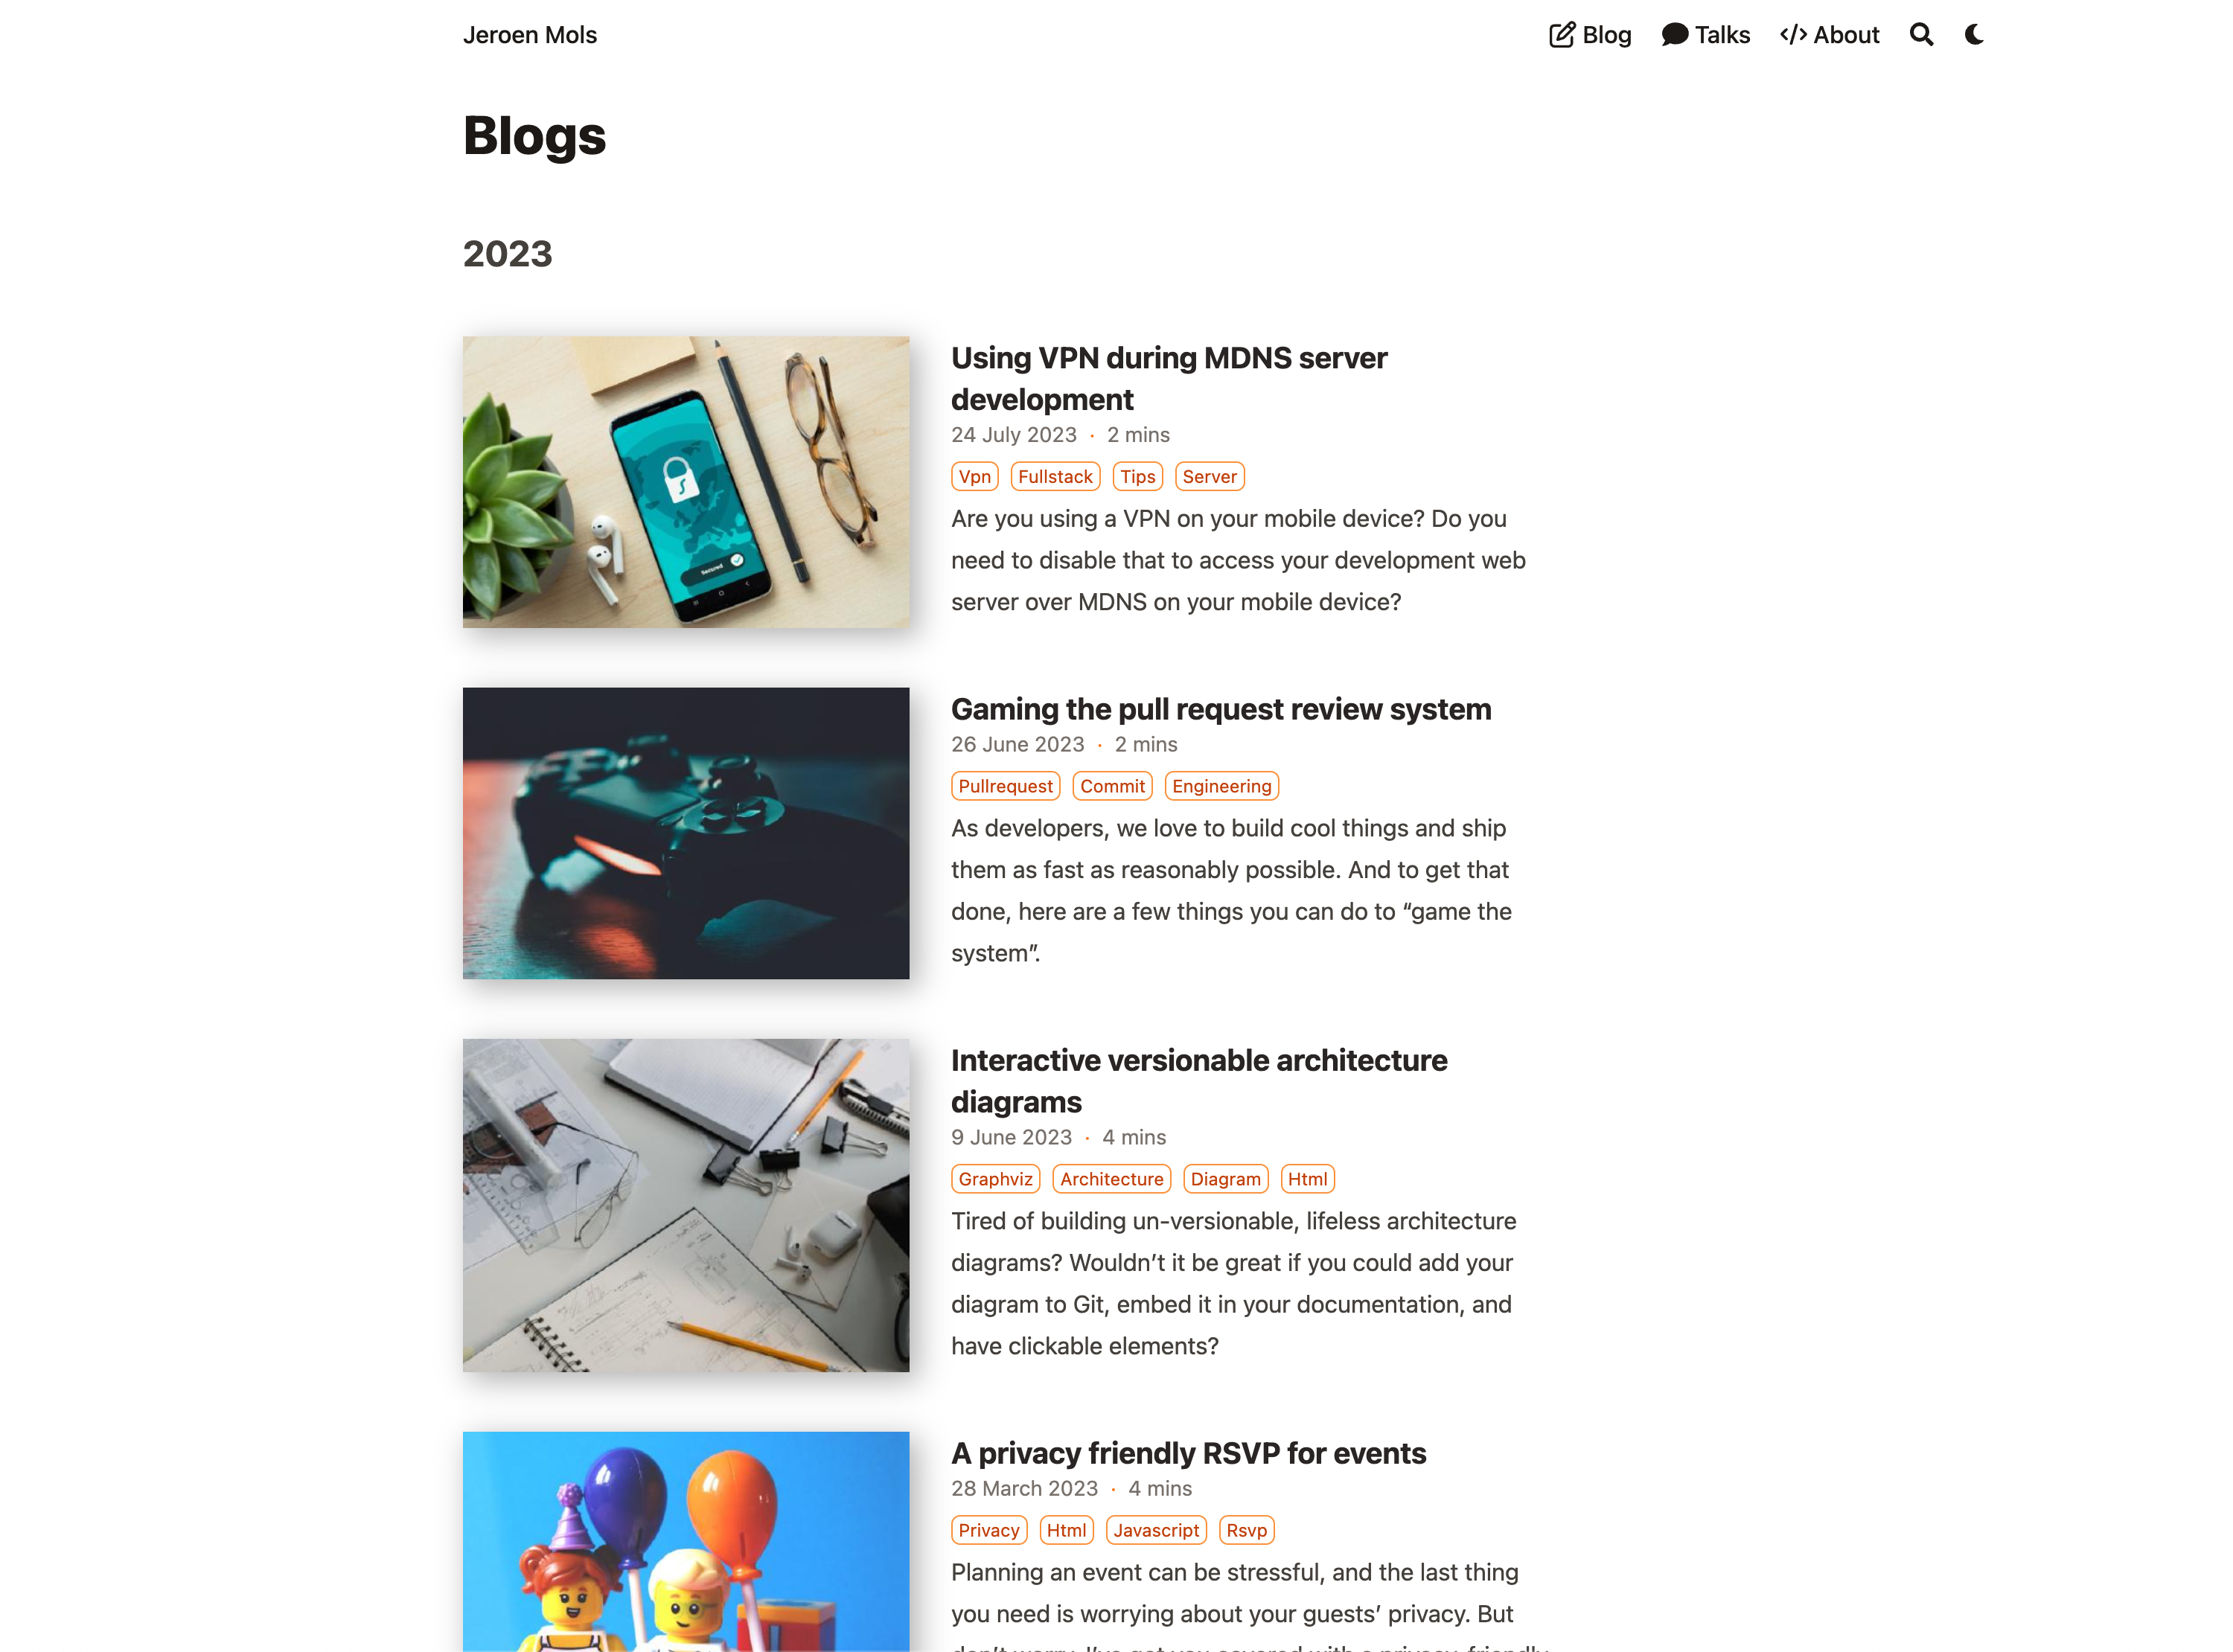 Jeroen Mols
Blog
Talks
About
Blogs
2023
Using VPN during MDNS server
development
24 July 2023 · 2 mins
Vpn
Fullstack
Tips
Server
Are you using a VPN on your mobile device? Do you
need to disable that to access your development web
server over MDNS on your mobile device?
Secured
Gaming the pull request review system
26 June 2023 · 2 mins
Pullrequest
Commit
Engineering
As developers, we love to build cool things and ship
them as fast as reasonably possible. And to get that
done, here are a few things you can do to “game the
system”.
Interactive versionable architecture
diagrams
9 June 2023 · 4 mins
Graphviz
Architecture
Diagram
Html
Tired of building un-versionable, lifeless architecture
diagrams? Wouldn’t it be great if you could add your
diagram to Git, embed it in your documentation, and
have clickable elements?
A privacy friendly RSVP for events
28 March 2023 · 4 mins
Privacy
Html
Javascript
Rsvp
Planning an event can be stressful, and the last thing
you need is worrying about your guests’ privacy. But